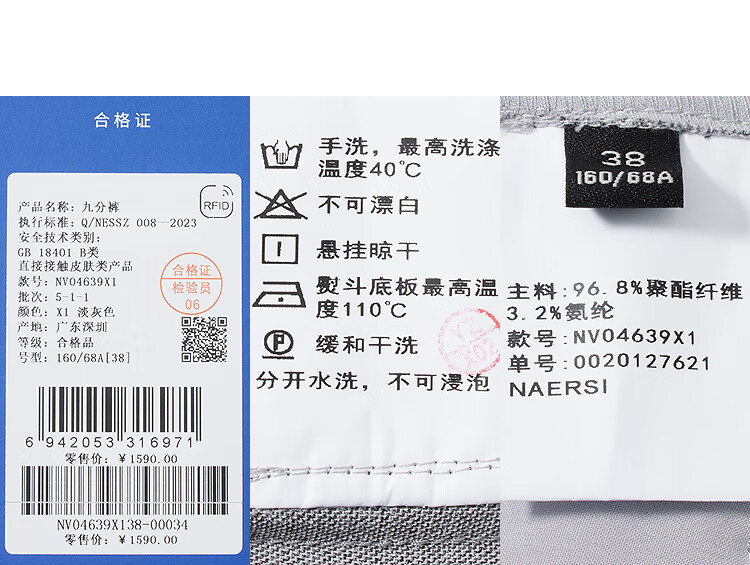 合格证
RFID
产品名称: 九分裤
执行标准: Q/NESSZ 008—2023
安全技术类别:
GB 18401 B类
直接接触皮肤类产品
款号: NV04639X1
批次: 5-1-1
颜色: X1 淡灰色
产地: 广东深圳
等级: 合格品
号型: 160/68A[38]
合格证
检验员
06
6 942053 316971
零售价: ¥1590.00
NV04639X138-00034
零售价: ¥1590.00
手洗，最高洗涤
温度40℃
不可漂白
悬挂晾干
熨斗底板最高温
度110℃
缓和干洗
分开水洗，不可浸泡
38
160/68A
主料:96.8%聚酯纤维
3.2%氨纶
款号:NV04639X1
单号:0020127621
NAERSI